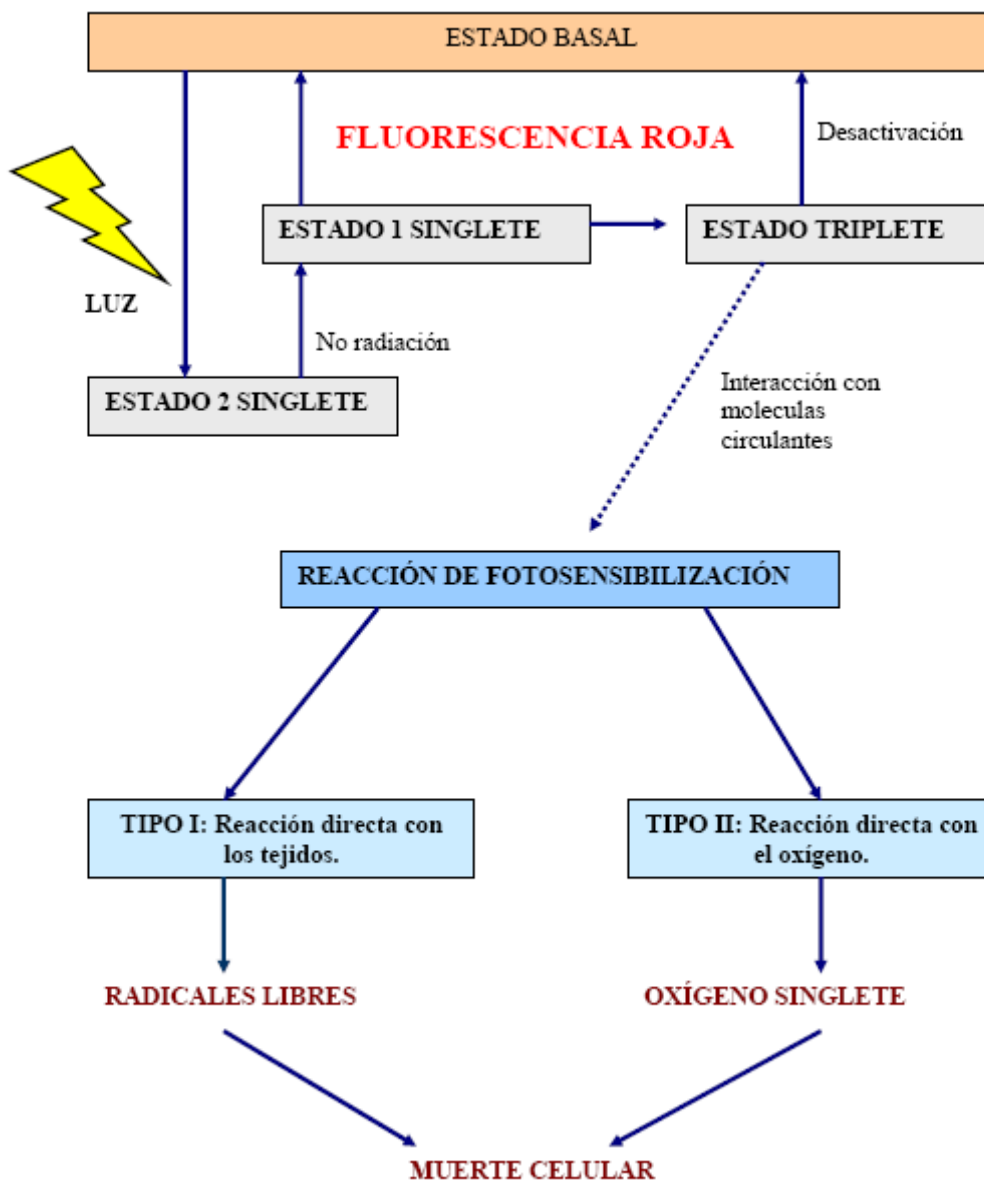 ESTADO BASAL
FLUORESCENCIA ROJA
Desactivación
ESTADO 1 SINGLETE
ESTADO TRIPLETE
LUZ
No radiación
ESTADO 2 SINGLETE
Interacción con
moleculas
circulantes
REACCIÓN DE FOTOSENSIBILIZACIÓN
TIPO I: Reacción directa con
los tejidos.
TIPO II: Reacción directa con
el oxígeno.
RADICALES LIBRES
OXÍGENO SINGLETE
MUERTE CELULAR